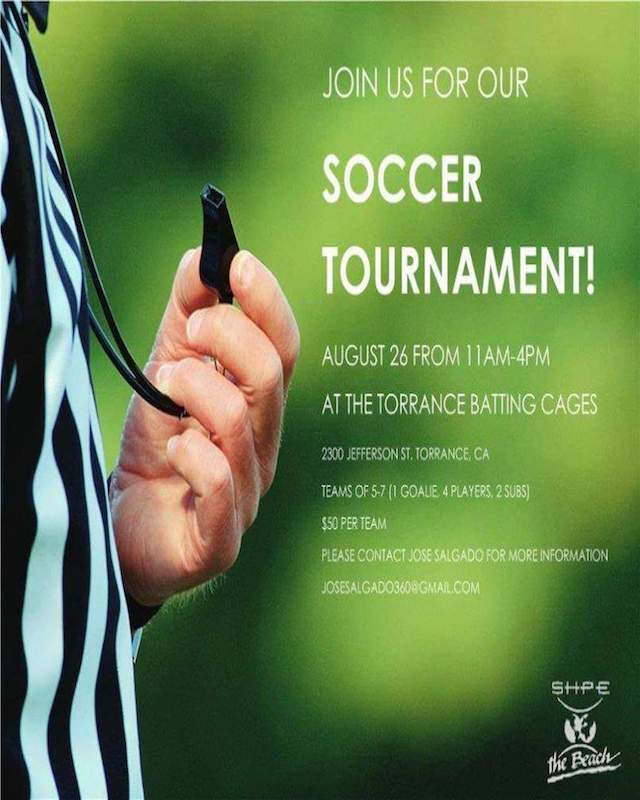 JOIN US FOR OUR
SOCCER
TOURNAMENT!
AUGUST 26 FROM 11AM-4PM
AT THE TORRANCE BATTING CAGES
2300 JEFFERSON ST. TORRANCE, CA
TEAMS OF 5-7 (1 GOALIE, 4 PLAYERS, 2 SUBS)
$50 PER TEAM
PLEASE CONTACT JOSE SALGADO FOR MORE INFORMATION
JOSESALGADO360@GMAIL.COM
SHPE
the Beach